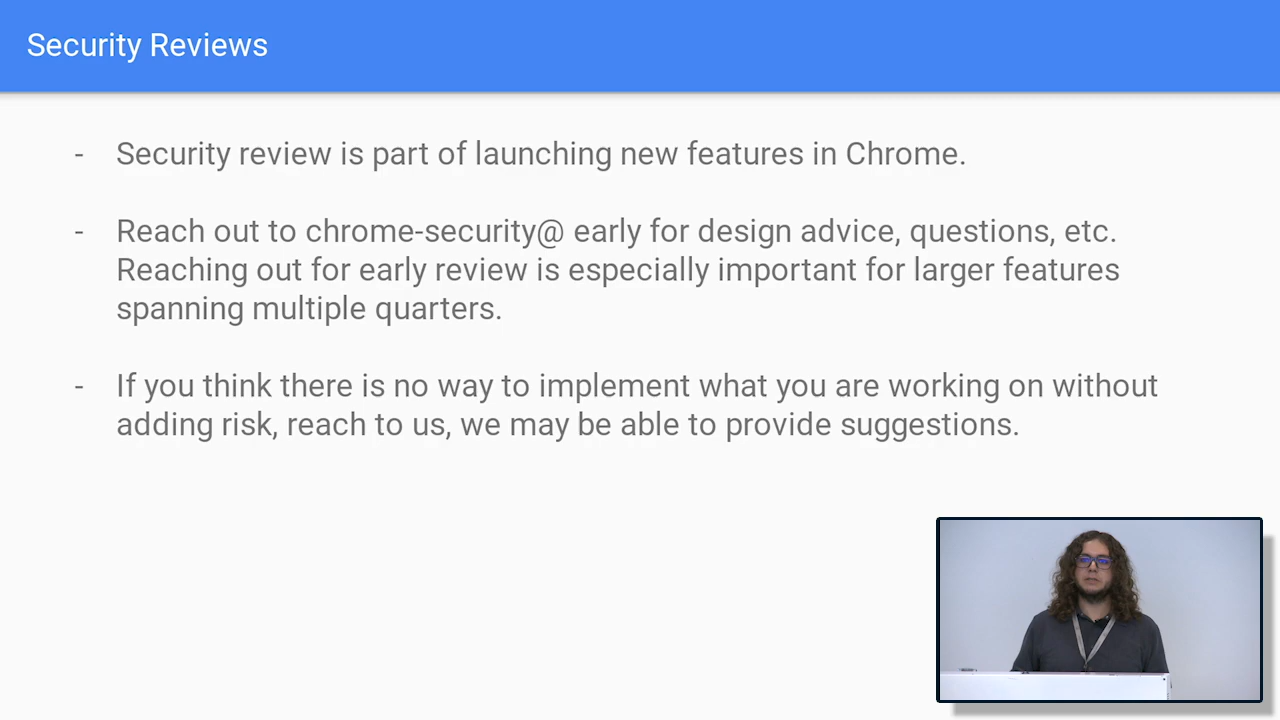 Security Reviews
- Security review is part of launching new features in Chrome.
- Reach out to chrome-security@ early for design advice, questions, etc.
Reaching out for early review is especially important for larger features
spanning multiple quarters.
- If you think there is no way to implement what you are working on without
adding risk, reach to us, we may be able to provide suggestions.